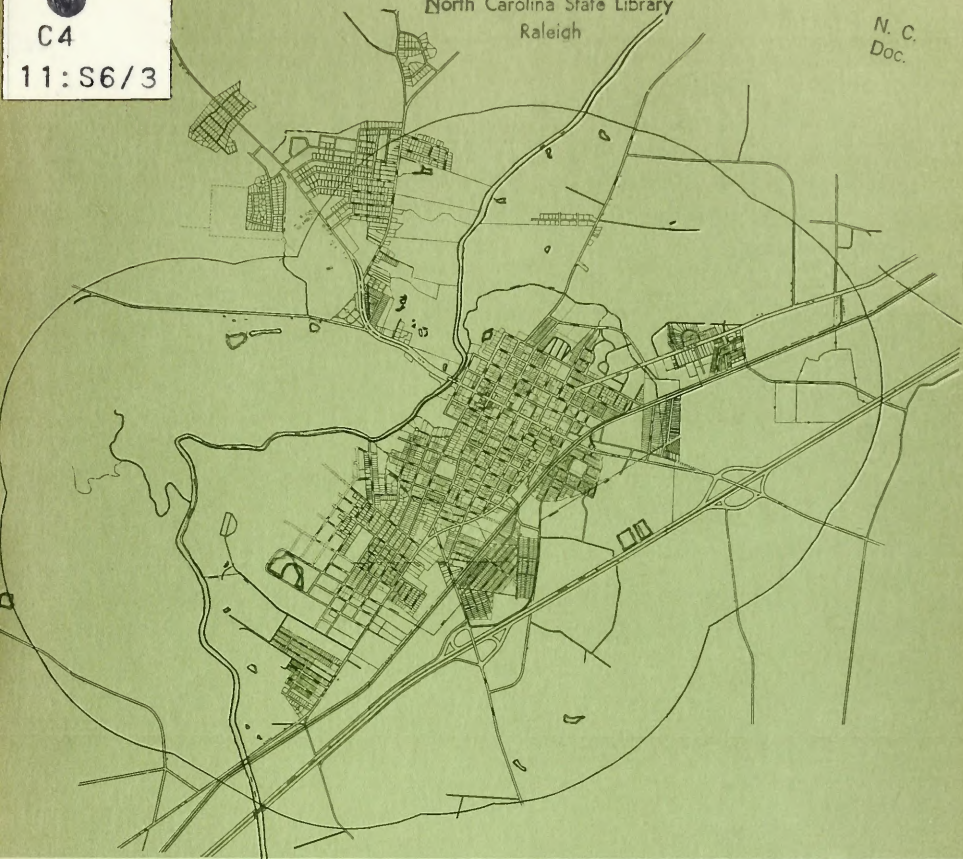 C4
11:S6/3
North Carolina State Library
Raleigh
N. C.
Doc.